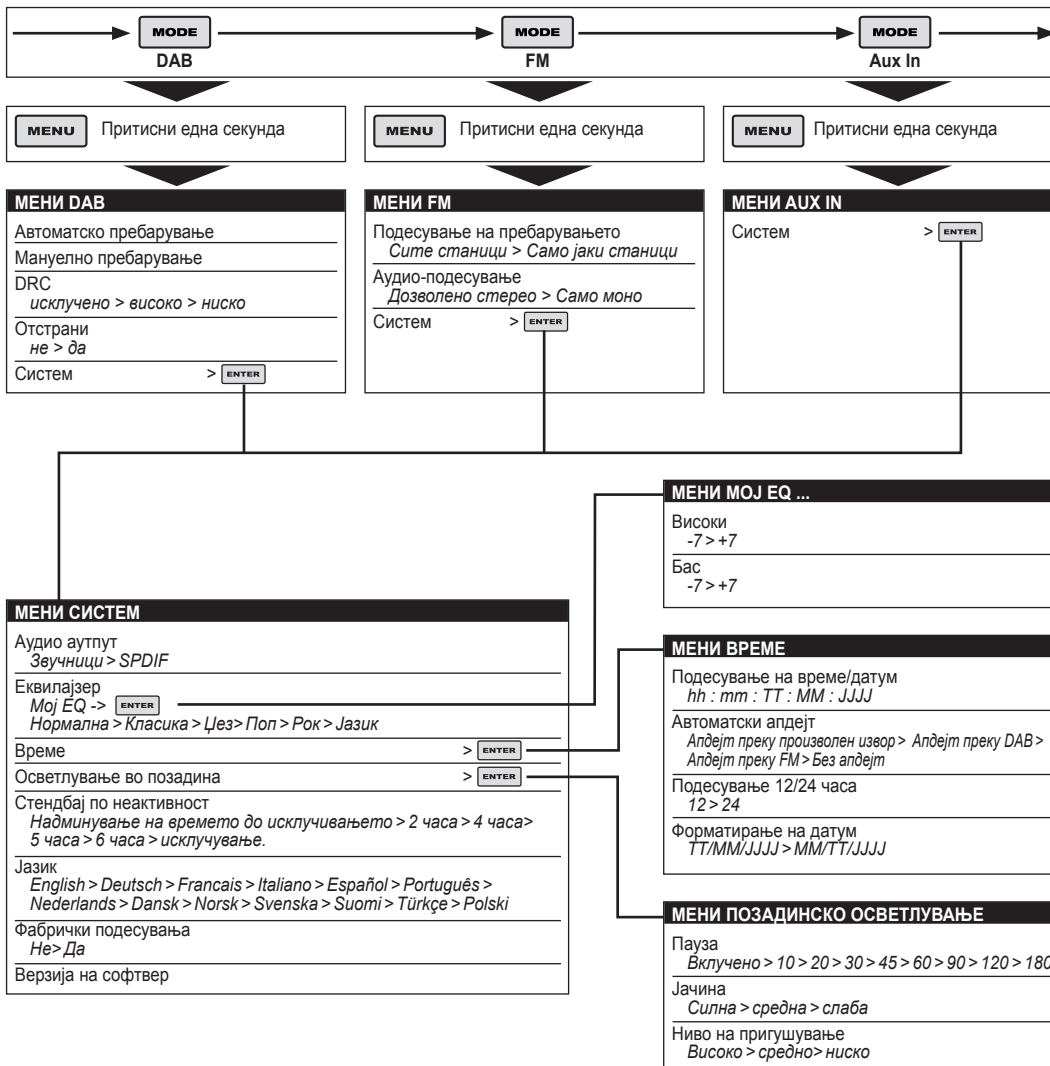 MODE
DAB
MODE
FM
MODE
Aux In
MENU Притисни една секунда
MENU Притисни една секунда
MENU Притисни една секунда
МЕНИ DAB
Автоматско пребарување
Мануелно пребарување
DRC
исклучено > високо > ниско
Отстрани
не > да
Систем > ENTER
МЕНИ FM
Подесување на пребарувањето
Сите станици > Само јаки станици
Аудио-подесување
Дозволено стерео > Само моно
Систем > ENTER
МЕНИ AUX IN
Систем > ENTER
МЕНИ МОЈ EQ ...
Високи
-7 > +7
Бас
-7 > +7
МЕНИ СИСТЕМ
Аудио аутпут
Звучници > SPDIF
Еквилајзер
Мој EQ -> ENTER
Нормална > Класика > Џез> Поп > Рок > Јазик
Време > ENTER
Осветлување во позадина > ENTER
Стендбај по неактивност
Надминување на времето до исклучивањето > 2 часа > 4 часа>
5 часа > 6 часа > исклучување.
Јазик
English > Deutsch > Francais > Italiano > Español > Português >
Nederlands > Dansk > Norsk > Svenska > Suomi > Türkçe > Polski
Фабрички подесувања
Не> Да
Верзија на софтвер
МЕНИ ВРЕМЕ
Подесување на време/датум
hh : mm : TT : MM : JJJJ
Автоматски апдејт
Апдејт преку произволен извор > Апдејт преку DAB >
Апдејт преку FM > Без апдејт
Подесување 12/24 часа
12 > 24
Форматирање на датум
TT/MM/JJJJ > MM/TT/JJJJ
МЕНИ ПОЗАДИНСКО ОСВЕТЛУВАЊЕ
Пауза
Вклучено > 10 > 20 > 30 > 45 > 60 > 90 > 120 > 180
Јачина
Силна > средна > слаба
Ниво на пригушување
Високо > средно> ниско